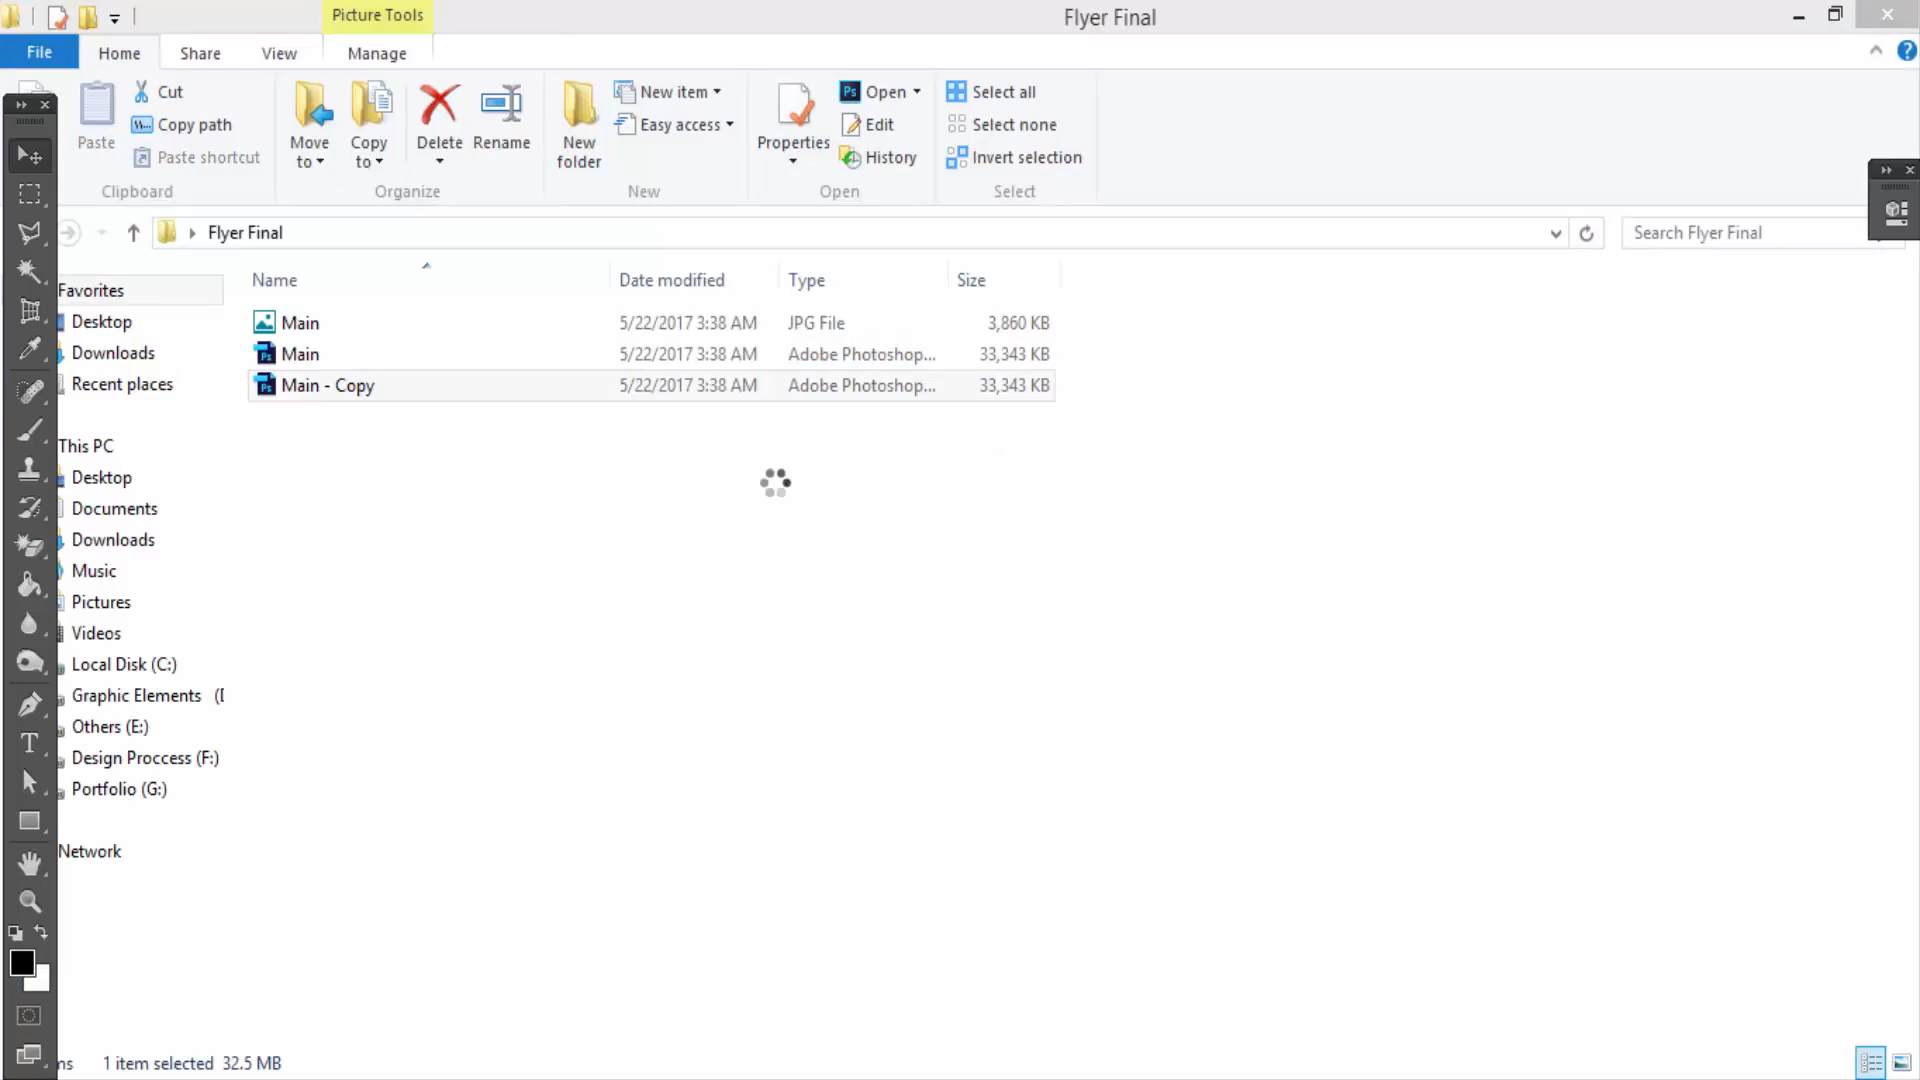 Picture Tools
Flyer Final
File
Home
Share
View
Manage
Paste
Cut
Copy path
Paste shortcut
Clipboard
Move to
Copy to
Delete
Rename
Organize
New folder
New item
Easy access
New
Properties
Open
Edit
History
Open
Select all
Select none
Invert selection
Select
Flyer Final
Search Flyer Final
Name Date modified Type Size
Main 5/22/2017 3:38 AM JPG File 3,860 KB
Main 5/22/2017 3:38 AM Adobe Photoshop... 33,343 KB
Main - Copy 5/22/2017 3:38 AM Adobe Photoshop... 33,343 KB
Favorites
Desktop
Downloads
Recent places
This PC
Desktop
Documents
Downloads
Music
Pictures
Videos
Local Disk (C:)
Graphic Elements (
Others (E:)
Design Proccess (F:)
Portfolio (G:)
Network
ms 1 item selected 32.5 MB